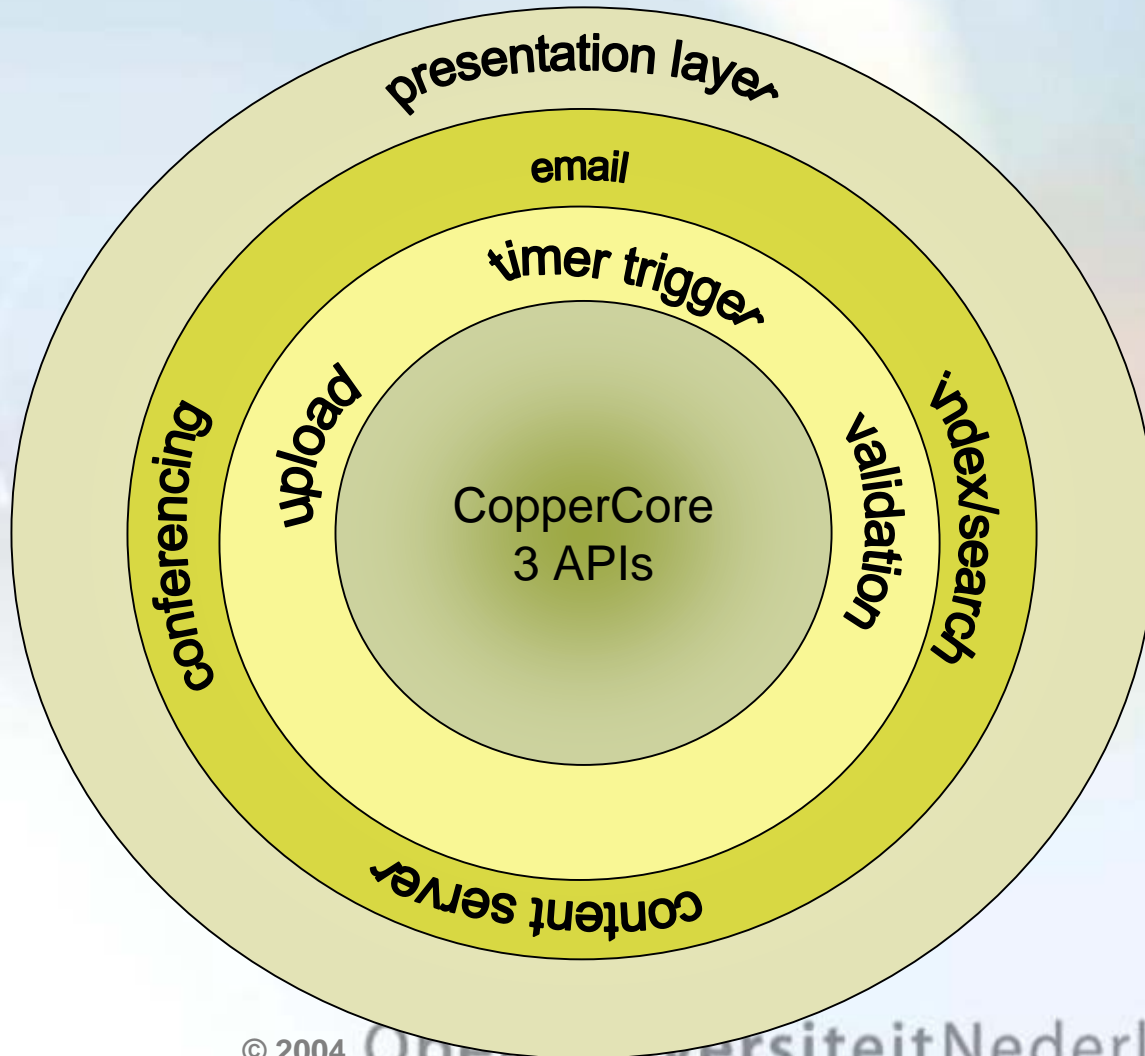 presentation layer
email
timer trigger
upload
conferencing
validation
index/search
CopperCore
3 APIs
content server
© 2004